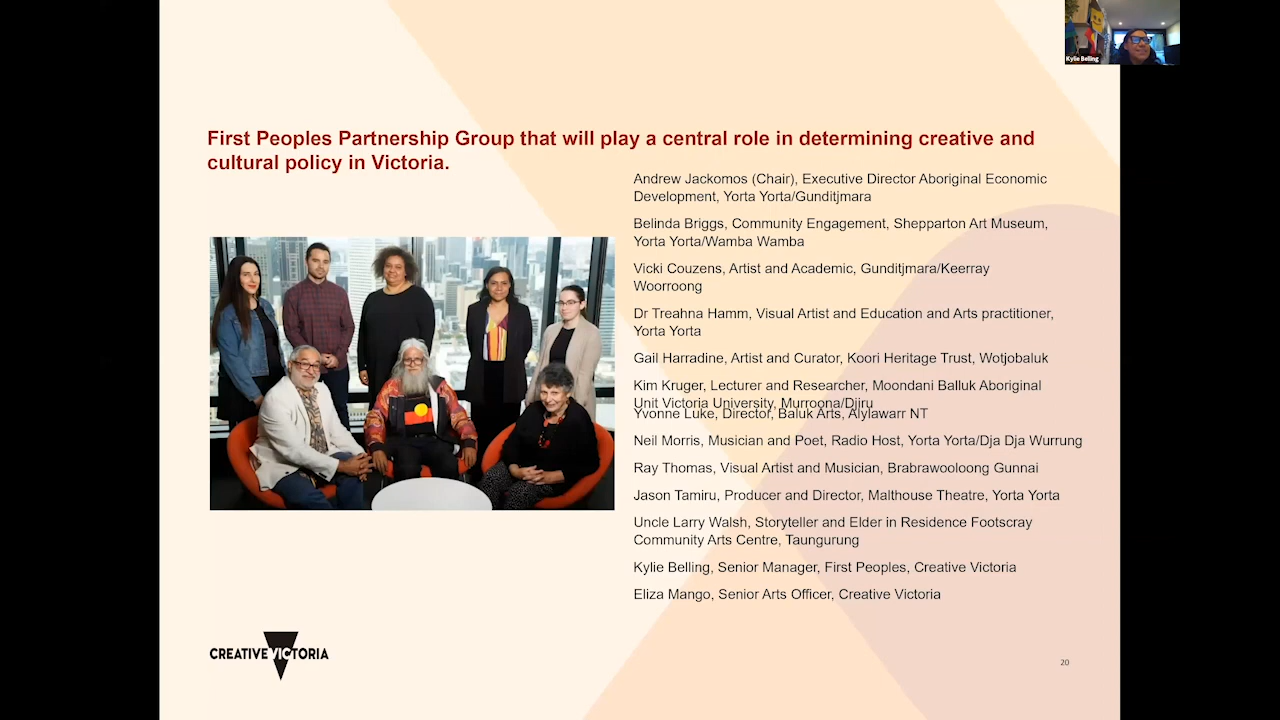 Kylie Belling
First Peoples Partnership Group that will play a central role in determining creative and
cultural policy in Victoria.
Andrew Jackomos (Chair), Executive Director Aboriginal Economic
Development, Yorta Yorta/Gunditjmara
Belinda Briggs, Community Engagement, Shepparton Art Museum,
Yorta Yorta/Wamba Wamba
Vicki Couzens, Artist and Academic, Gunditjmara/Keerray
Woorroong
Dr Treahna Hamm, Visual Artist and Education and Arts practitioner,
Yorta Yorta
Gail Harradine, Artist and Curator, Koori Heritage Trust, Wotjobaluk
Kim Kruger, Lecturer and Researcher, Moondani Balluk Aboriginal
Unit Victoria University, Murroona/Djiru
Yvonne Luke, Director, Baluk Arts, Alylawarr NT
Neil Morris, Musician and Poet, Radio Host, Yorta Yorta/Dja Dja Wurrung
Ray Thomas, Visual Artist and Musician, Brabrawooloong Gunnai
Jason Tamiru, Producer and Director, Malthouse Theatre, Yorta Yorta
Uncle Larry Walsh, Storyteller and Elder in Residence Footscray
Community Arts Centre, Taungurung
Kylie Belling, Senior Manager, First Peoples, Creative Victoria
Eliza Mango, Senior Arts Officer, Creative Victoria
CREATIVE VICTORIA
20